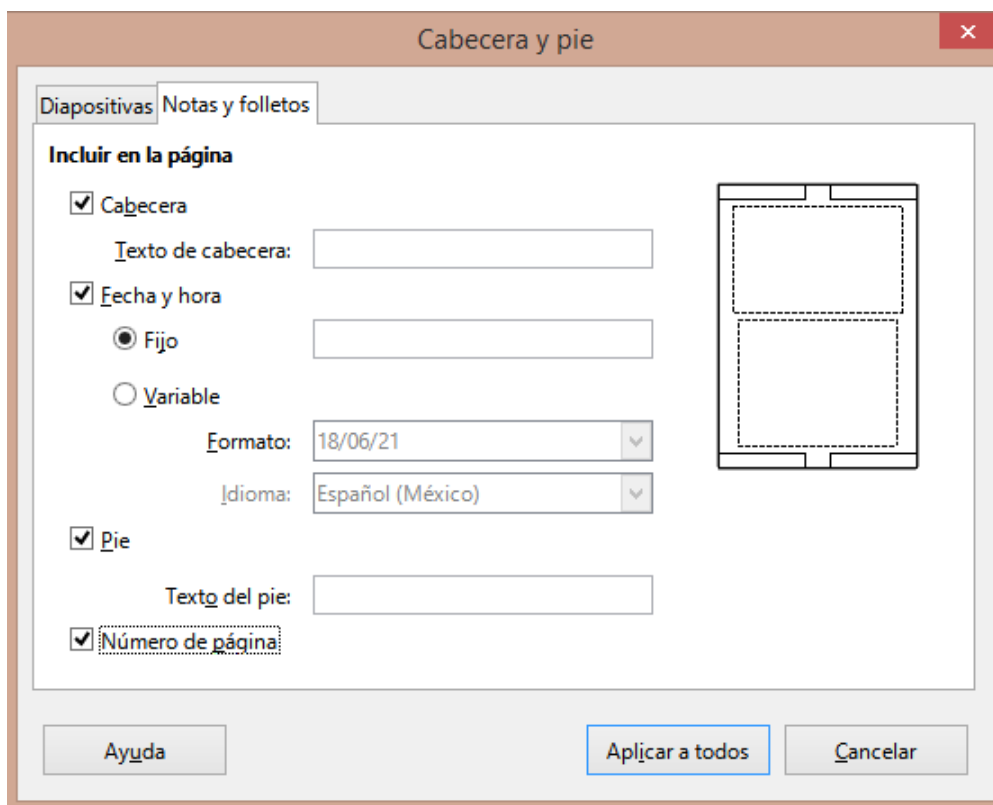 Cabecera y pie
Diapositivas Notas y folletos
Incluir en la página
Cabecera
Texto de cabecera:
Fecha y hora
Fijo
Variable
Formato: 18/06/21
Idioma: Español (México)
Pie
Texto del pie:
Número de página
Ayuda Aplicar a todos Cancelar